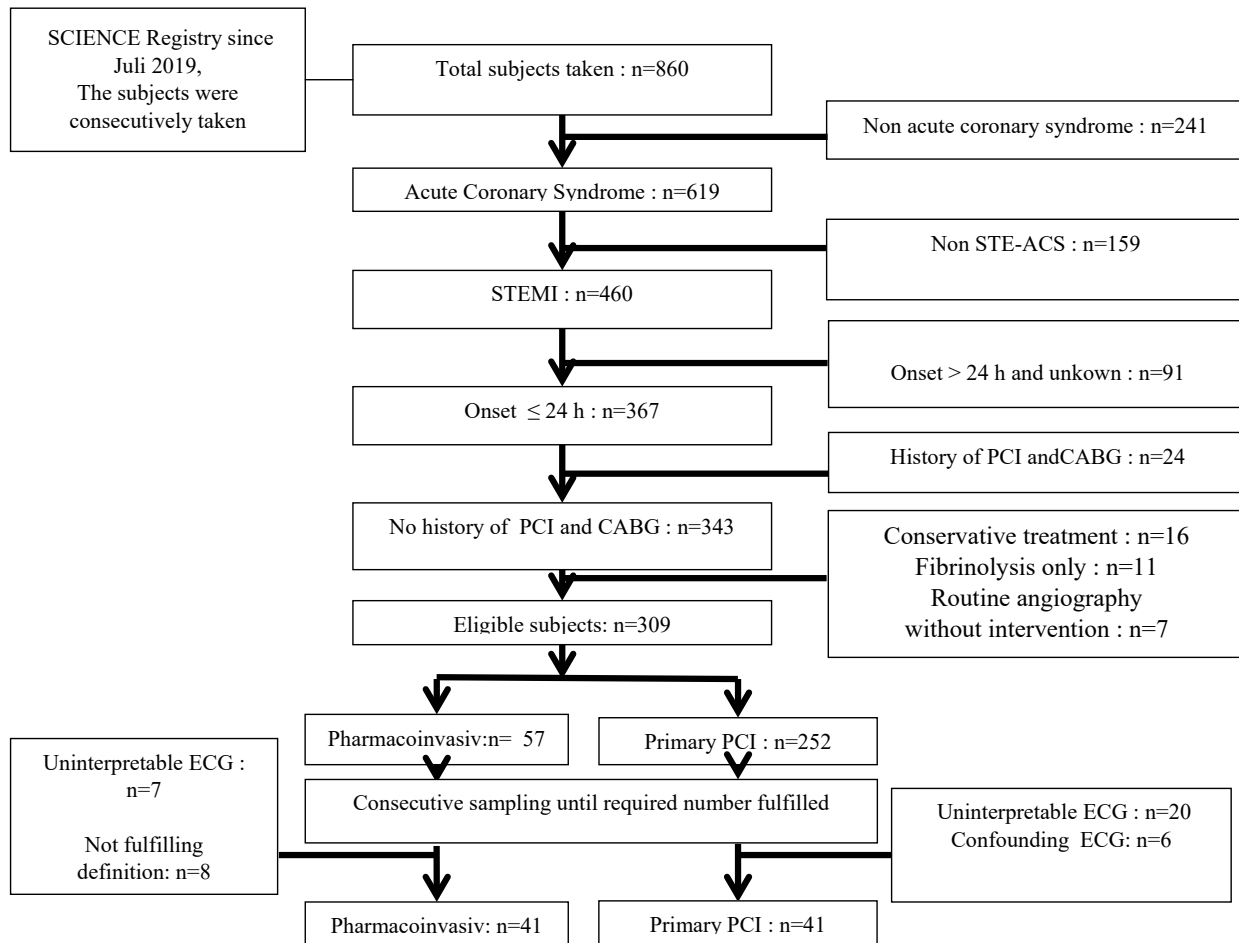 SCIENCE Registry since
Juli 2019,
The subjects were
consecutively taken
Total subjects taken : n=860
Non acute coronary syndrome : n=241
Acute Coronary Syndrome : n=619
Non STE-ACS : n=159
STEMI : n=460
Onset > 24 h and unkown : n=91
Onset ≤ 24 h : n=367
History of PCI andCABG : n=24
No history of PCI and CABG : n=343
Conservative treatment : n=16
Fibrinolysis only : n=11
Routine angiography
without intervention : n=7
Eligible subjects: n=309
Pharmacoinvasiv:n= 57
Primary PCI : n=252
Uninterpretable ECG :
n=7
Not fulfilling
definition: n=8
Consecutive sampling until required number fulfilled
Uninterpretable ECG : n=20
Confounding ECG: n=6
Pharmacoinvasiv: n=41
Primary PCI : n=41